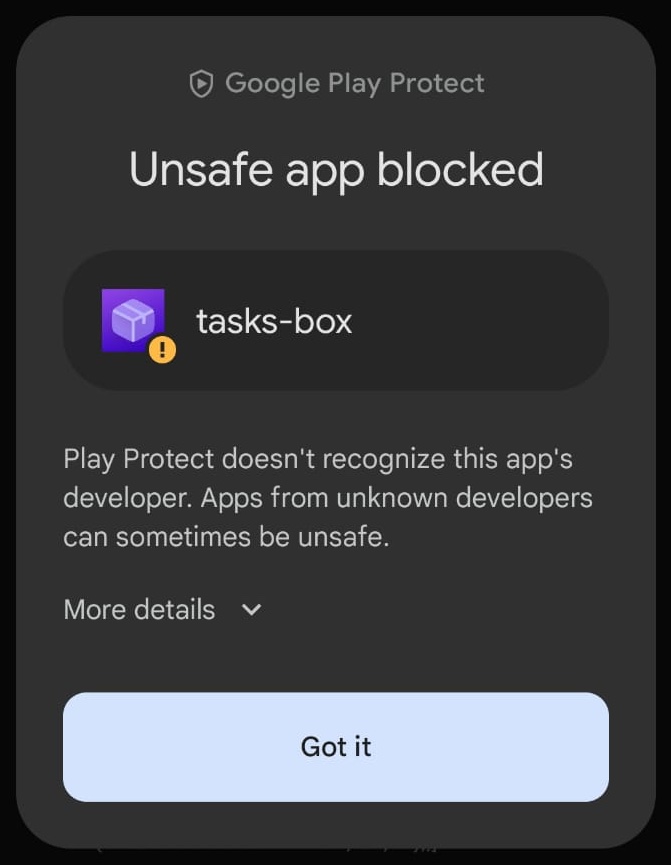 Google Play Protect
Unsafe app blocked
tasks-box
Play Protect doesn't recognize this app's
developer. Apps from unknown developers
can sometimes be unsafe.
More details
Got it